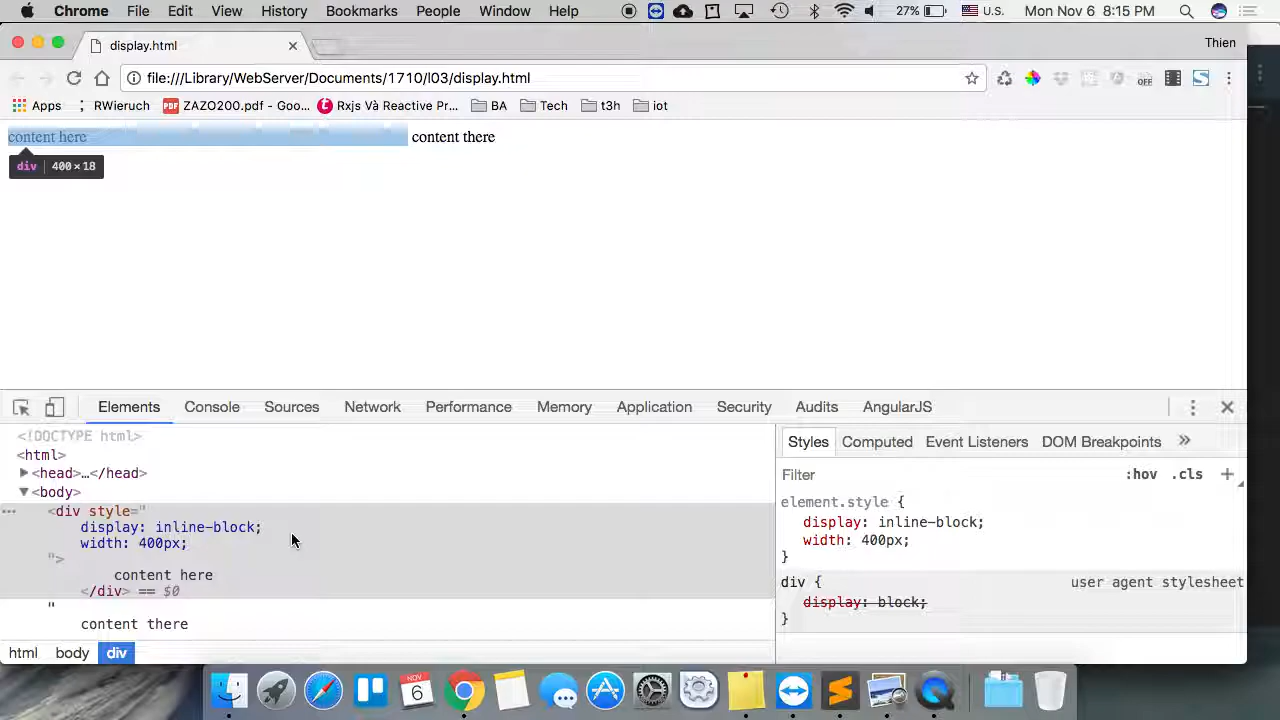 Chrome File Edit View History Bookmarks People Window Help 27% U.S. Mon Nov 6 8:15 PM
display.html Thien
file:///Library/WebServer/Documents/1710/l03/display.html OFF
Apps RWieruch ZAZO200.pdf - Goo... Rxjs Và Reactive Pr... BA Tech t3h iot
content here content there
div 400 × 18
Elements Console Sources Network Performance Memory Application Security Audits AngularJS
<!DOCTYPE html>
<html>
<head>…</head>
<body>
<div style="
display: inline-block;
width: 400px;
">
content here
</div> == $0
"
content there
html body div
Styles Computed Event Listeners DOM Breakpoints »
Filter :hov .cls +
element.style {
display: inline-block;
width: 400px;
}
div { user agent stylesheet
display: block;
}
NOV
6